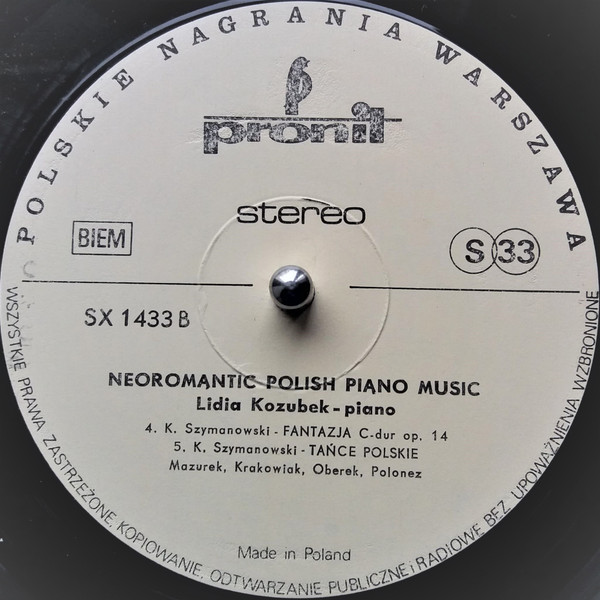 POLSKIE NAGRANIA WARSZAWA
pronit
stereo
BIEM
S 33
SX 1433 B
NEOROMANTIC POLISH PIANO MUSIC
Lidia Kozubek - piano
4. K. Szymanowski - FANTAZJA C-dur op. 14
5. K. Szymanowski - TAŃCE POLSKIE
Mazurek, Krakowiak, Oberek, Polonez
Made in Poland
WSZYSTKIE PRAWA ZASTRZEŻONE. KOPIOWANIE, ODTWARZANIE PUBLICZNE i RADIOWE BEZ UPOWAŻNIENIA WZBRONIONE